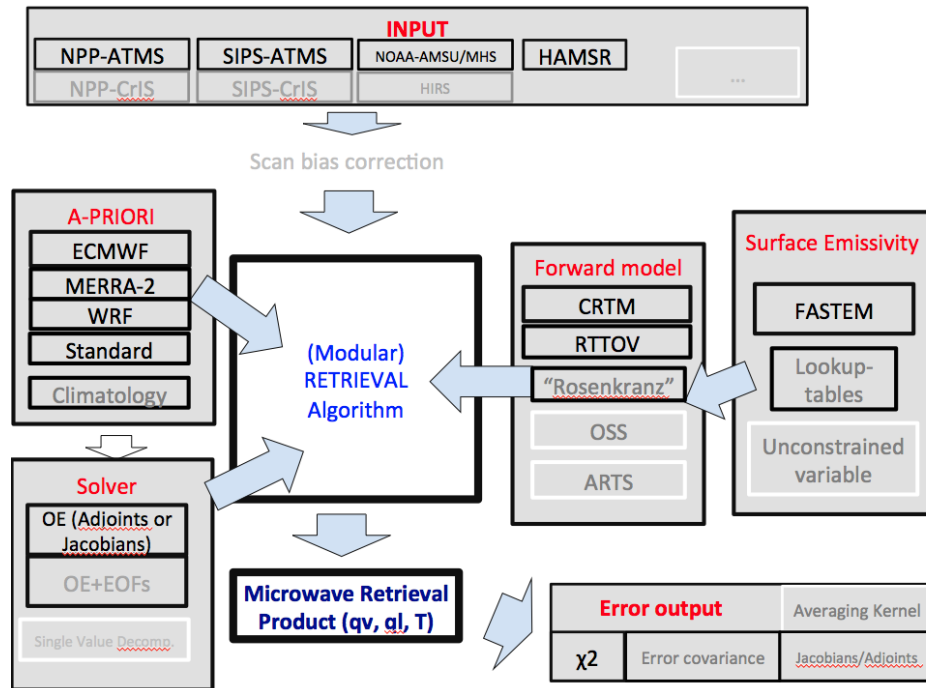 INPUT
NPP-ATMS
SIPS-ATMS
NOAA-AMSU/MHS
HAMSR
NPP-CrIS
SIPS-CrIS
HIRS
...
Scan bias correction
A-PRIORI
ECMWF
MERRA-2
WRF
Standard
Climatology
Solver
OE (Adjoints or
Jacobians)
OE+EOFs
Single Value Decomp.
(Modular)
RETRIEVAL
Algorithm
Forward model
CRTM
RTTOV
“Rosenkranz”
OSS
ARTS
Surface Emissivity
FASTEM
Lookup-
tables
Unconstrained
variable
Microwave Retrieval
Product (qv, ql, T)
Error output
Averaging Kernel
χ2
Error covariance
Jacobians/Adjoints